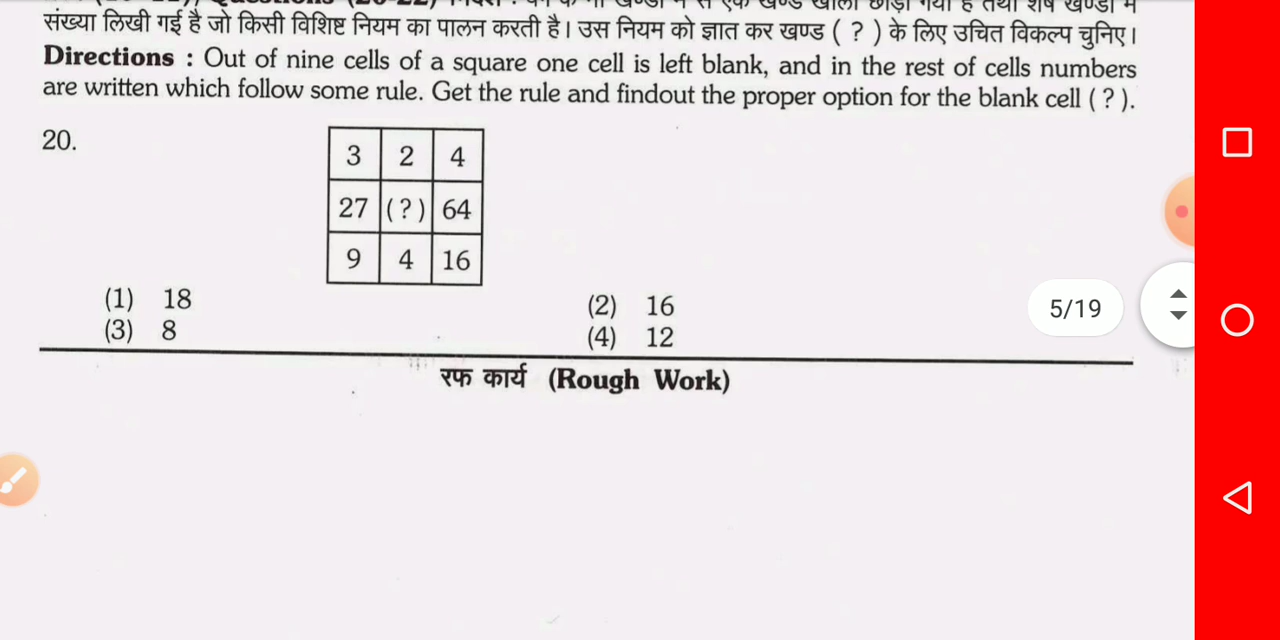 संख्या लिखी गई है जो किसी विशिष्ट नियम का पालन करती है। उस नियम को ज्ञात कर खण्ड ( ? ) के लिए उचित विकल्प चुनिए।
Directions : Out of nine cells of a square one cell is left blank, and in the rest of cells numbers
are written which follow some rule. Get the rule and findout the proper option for the blank cell ( ? ).
20.
3 2 4
27 ( ? ) 64
9 4 16
(1) 18
(2) 16
(3) 8
(4) 12
5/19
रफ कार्य (Rough Work)